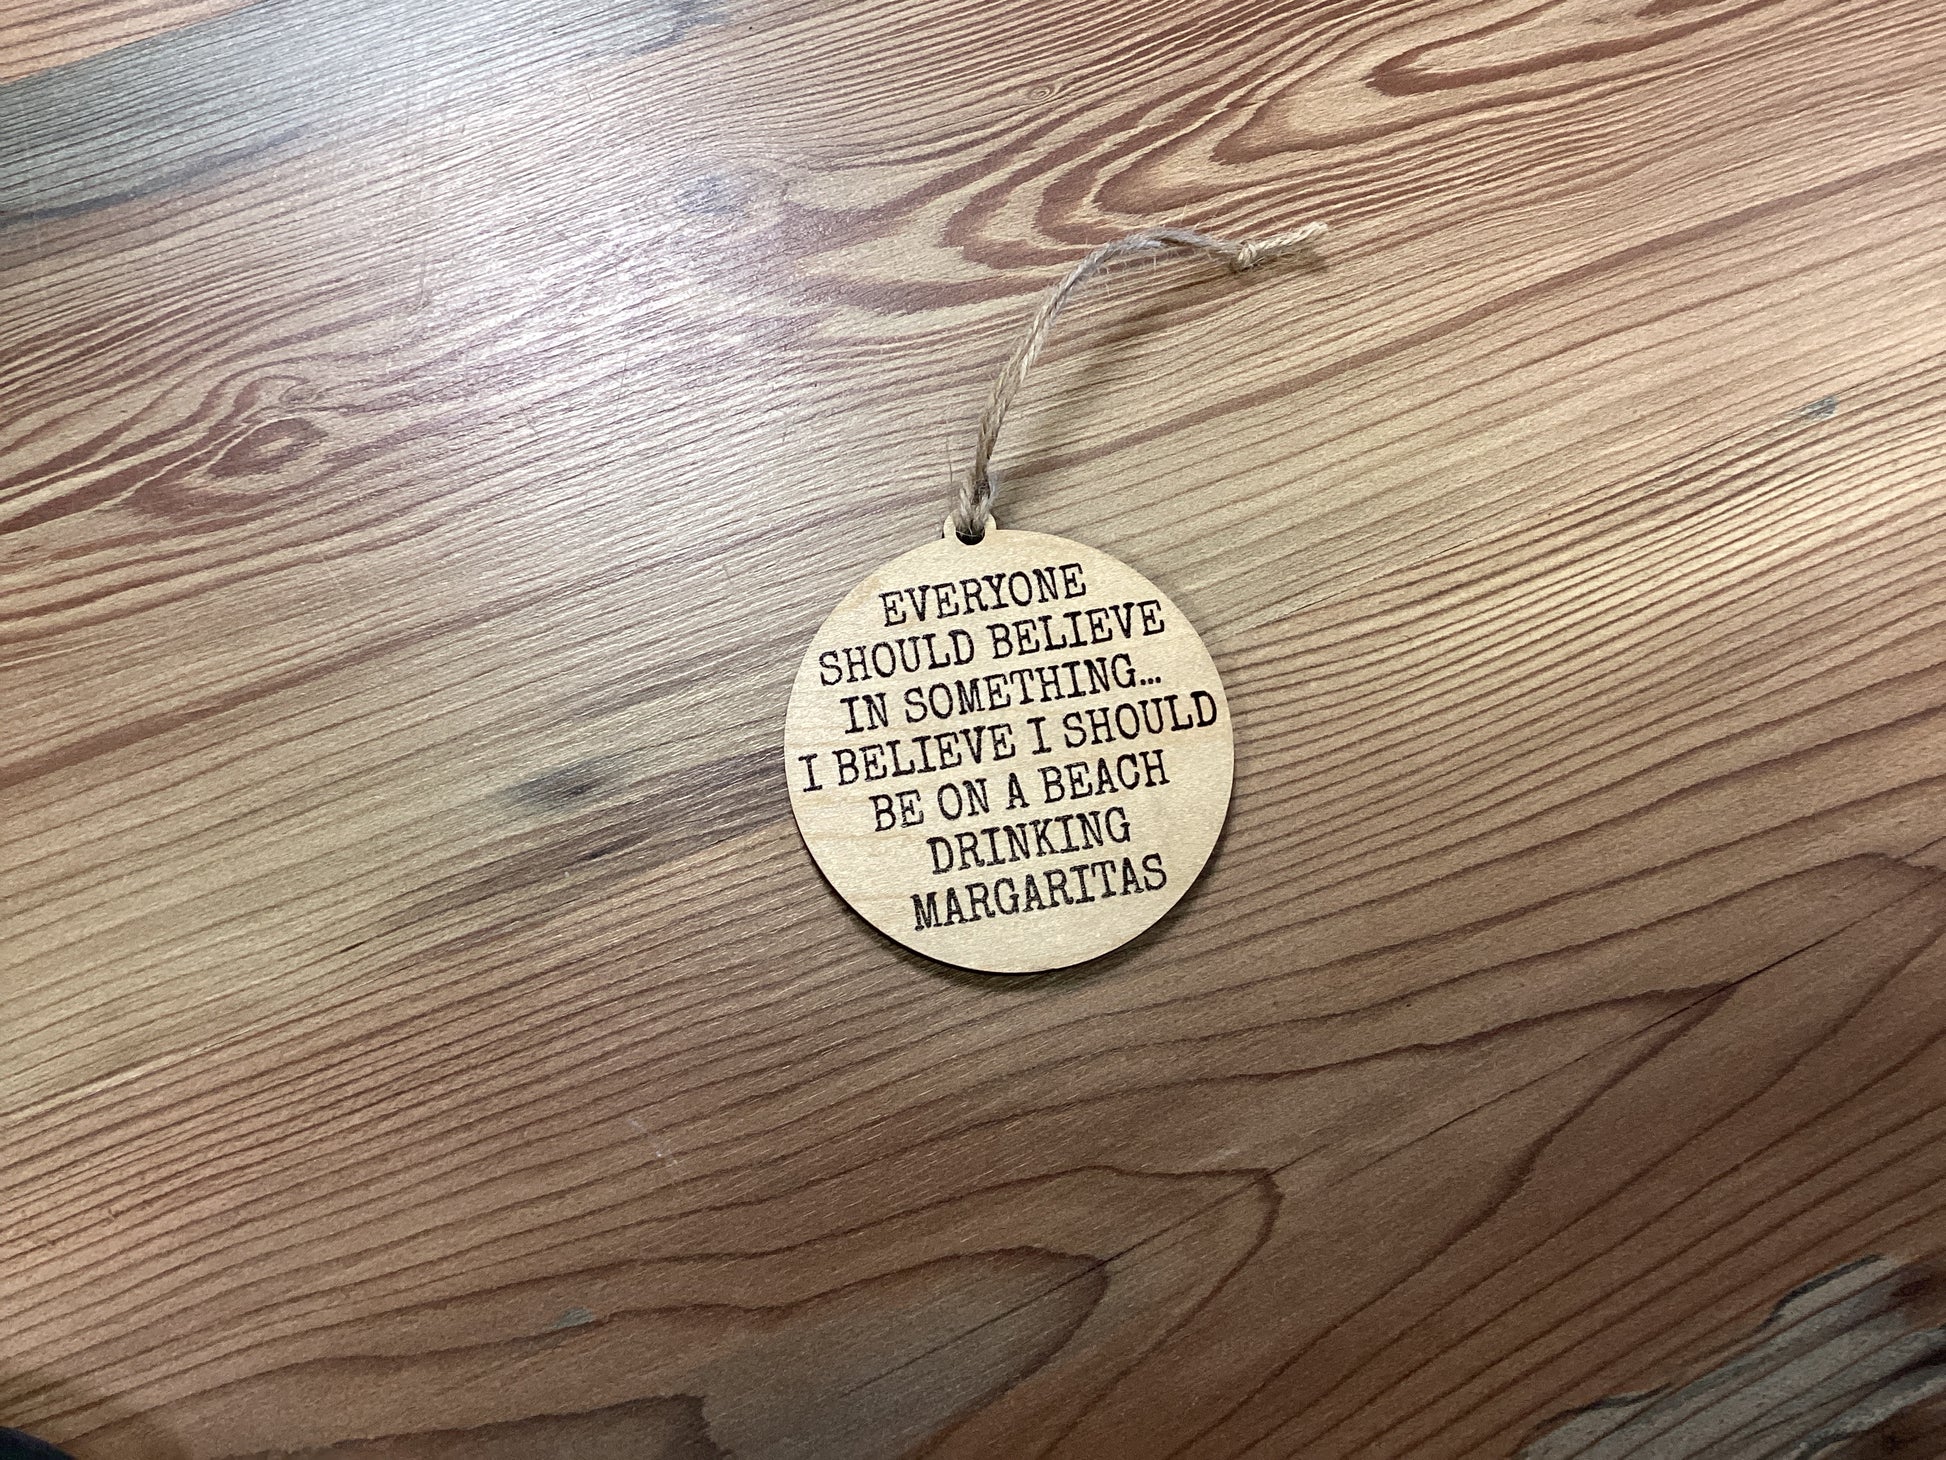 EVERYONE
SHOULD BELIEVE
IN SOMETHING...
I BELIEVE I SHOULD
BE ON A BEACH
DRINKING
MARGARITAS